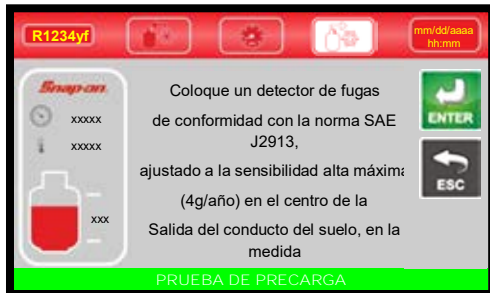 R1234yf
mm/dd/aaaa
hh:mm
Snap-on
xxxxx
xxxxx
xxx
Coloque un detector de fugas
de conformidad con la norma SAE
J2913,
ajustado a la sensibilidad alta máxima
(4g/año) en el centro de la
Salida del conducto del suelo, en la
medida
ENTER
ESC
PRUEBA DE PRECARGA